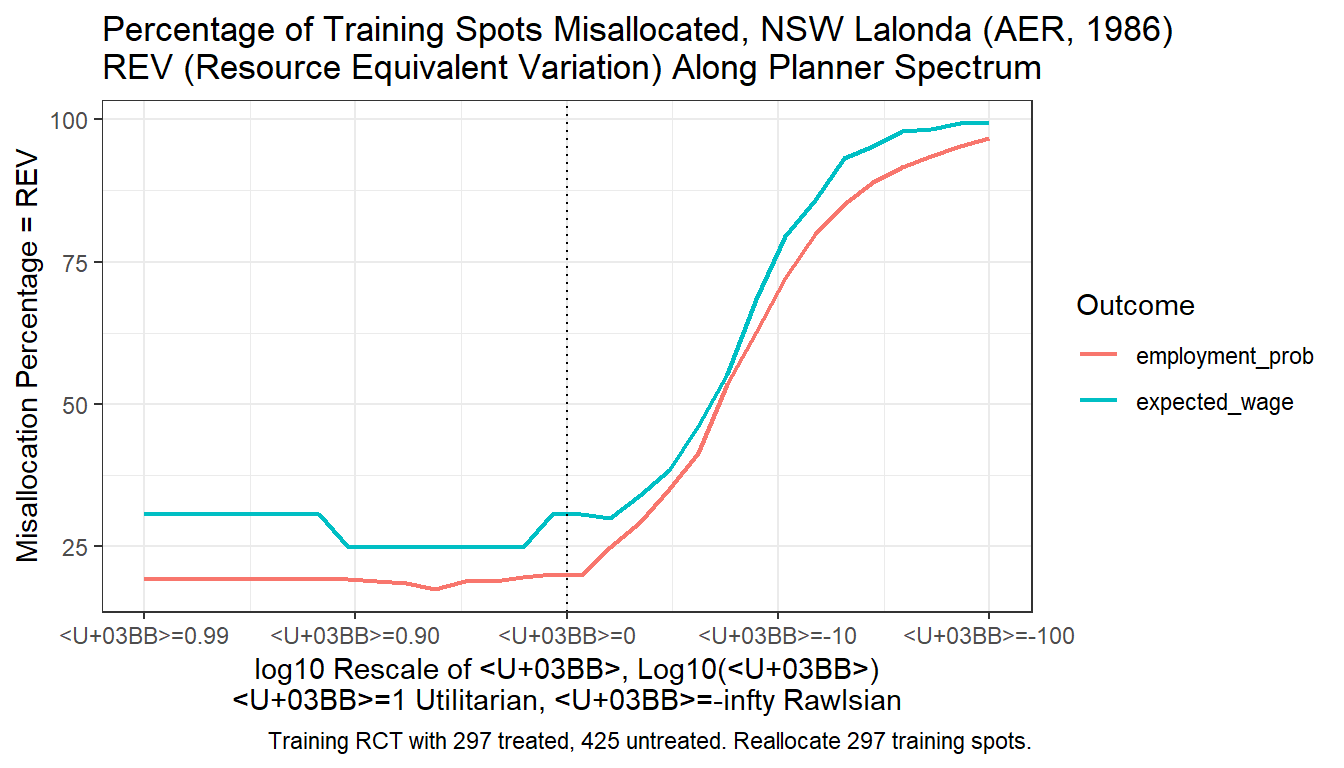 Percentage of Training Spots Misallocated, NSW Lalonda (AER, 1986)
REV (Resource Equivalent Variation) Along Planner Spectrum
Misallocation Percentage = REV
100
75
50
25
<U+03BB>=0.99 <U+03BB>=0.90 <U+03BB>=0 <U+03BB>=-10 <U+03BB>=-100
log10 Rescale of <U+03BB>, Log10(<U+03BB>)
<U+03BB>=1 Utilitarian, <U+03BB>=-infty Rawlsian
Training RCT with 297 treated, 425 untreated. Reallocate 297 training spots.
Outcome
employment_prob
expected_wage